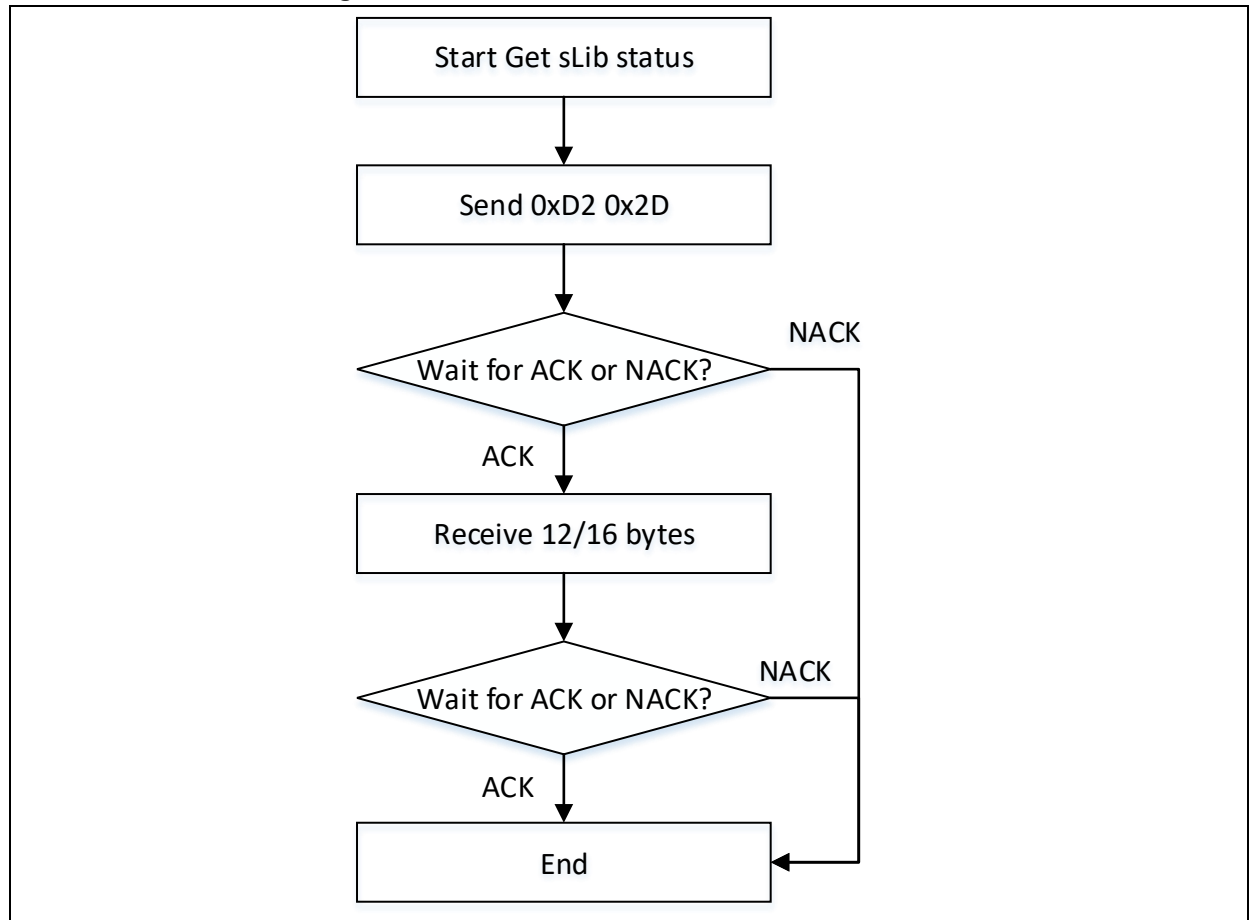 Start Get sLib status
Send 0xD2 0x2D
Wait for ACK or NACK?
NACK
ACK
Receive 12/16 bytes
Wait for ACK or NACK?
NACK
ACK
End